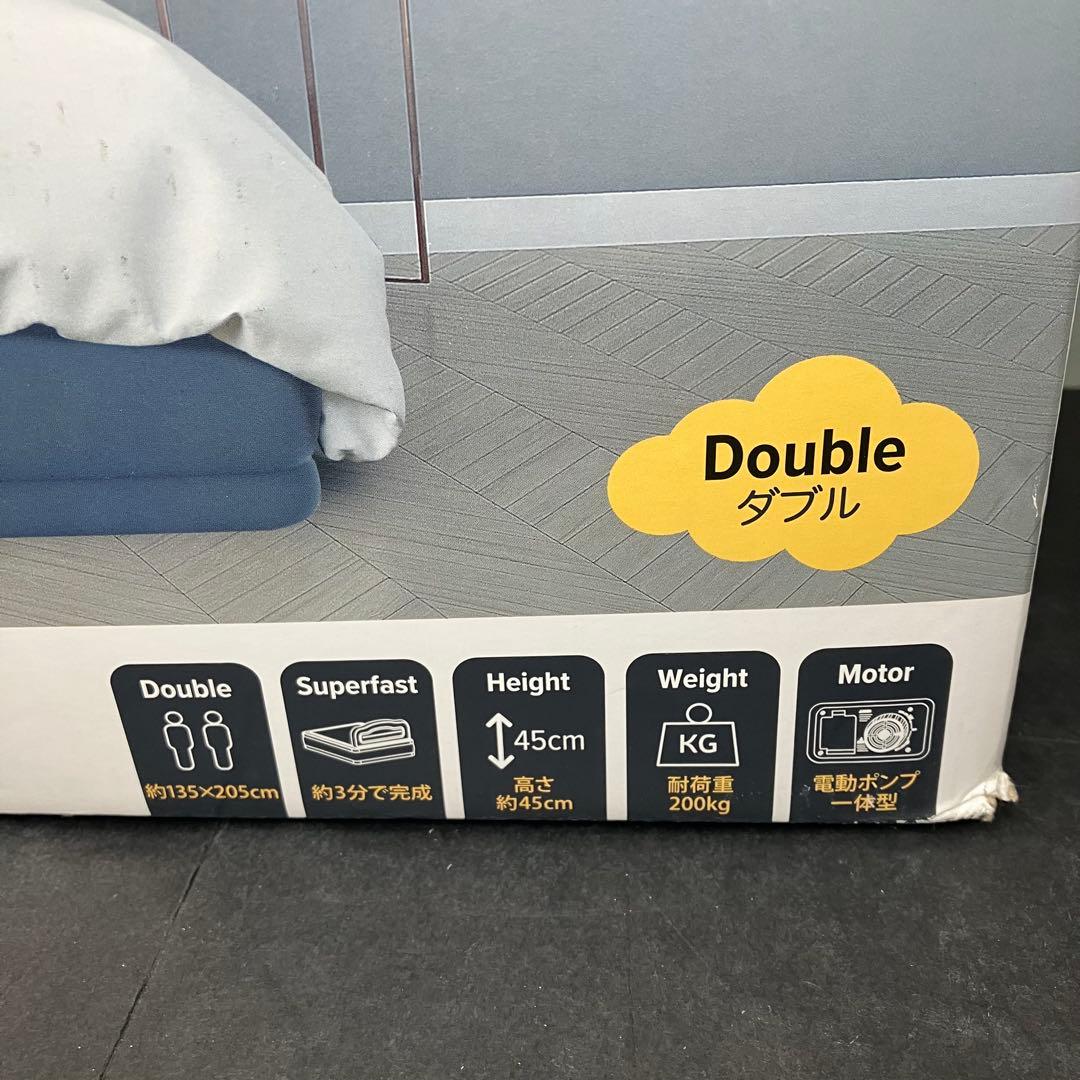 Double
ダブル
Double
約135×205cm
Superfast
約3分で完成
Height
45cm
高さ
約45cm
Weight
KG
耐荷重
200kg
Motor
電動ポンプ
一体型